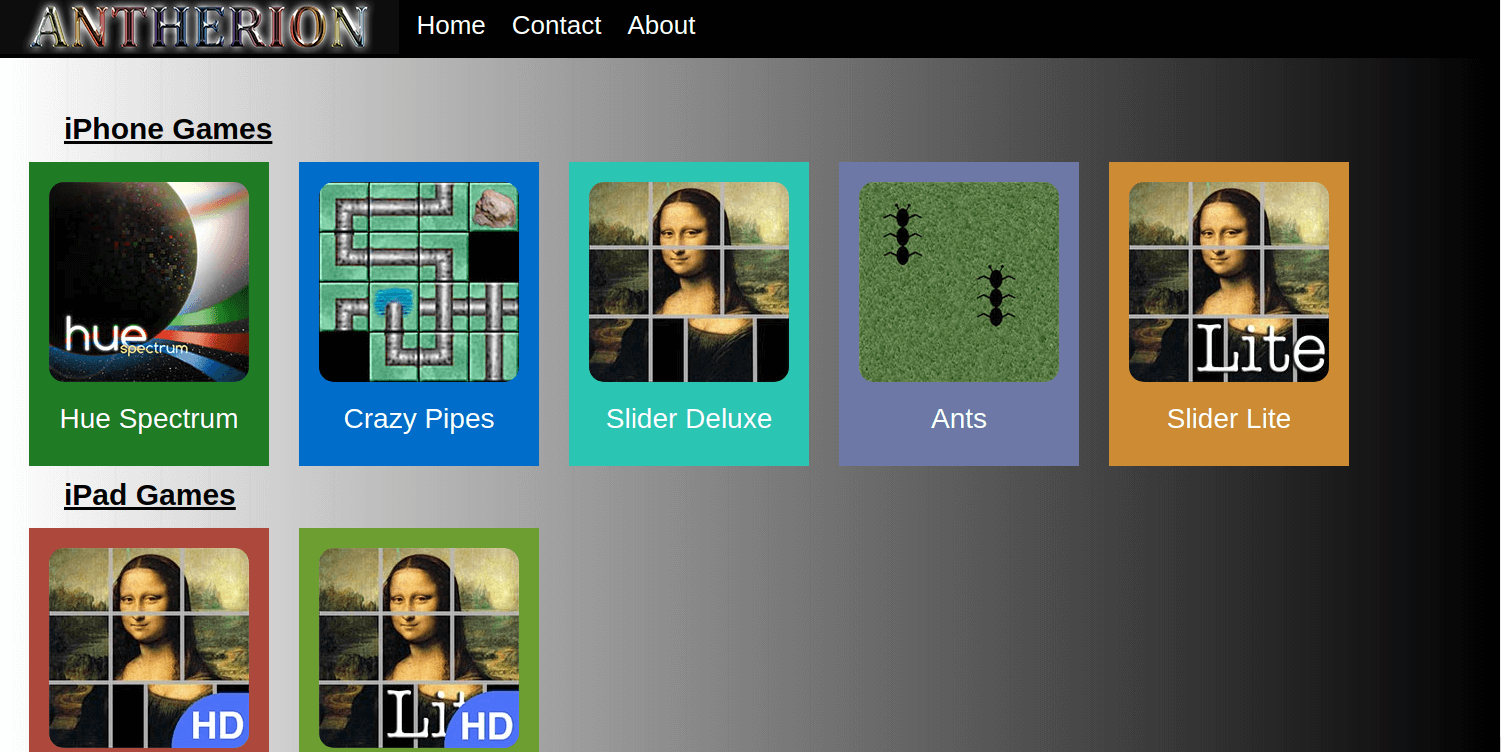 ANTHERION Home Contact About
iPhone Games
hue
spectrum
Lite
Hue Spectrum Crazy Pipes Slider Deluxe Ants Slider Lite
iPad Games
HD Lit HD